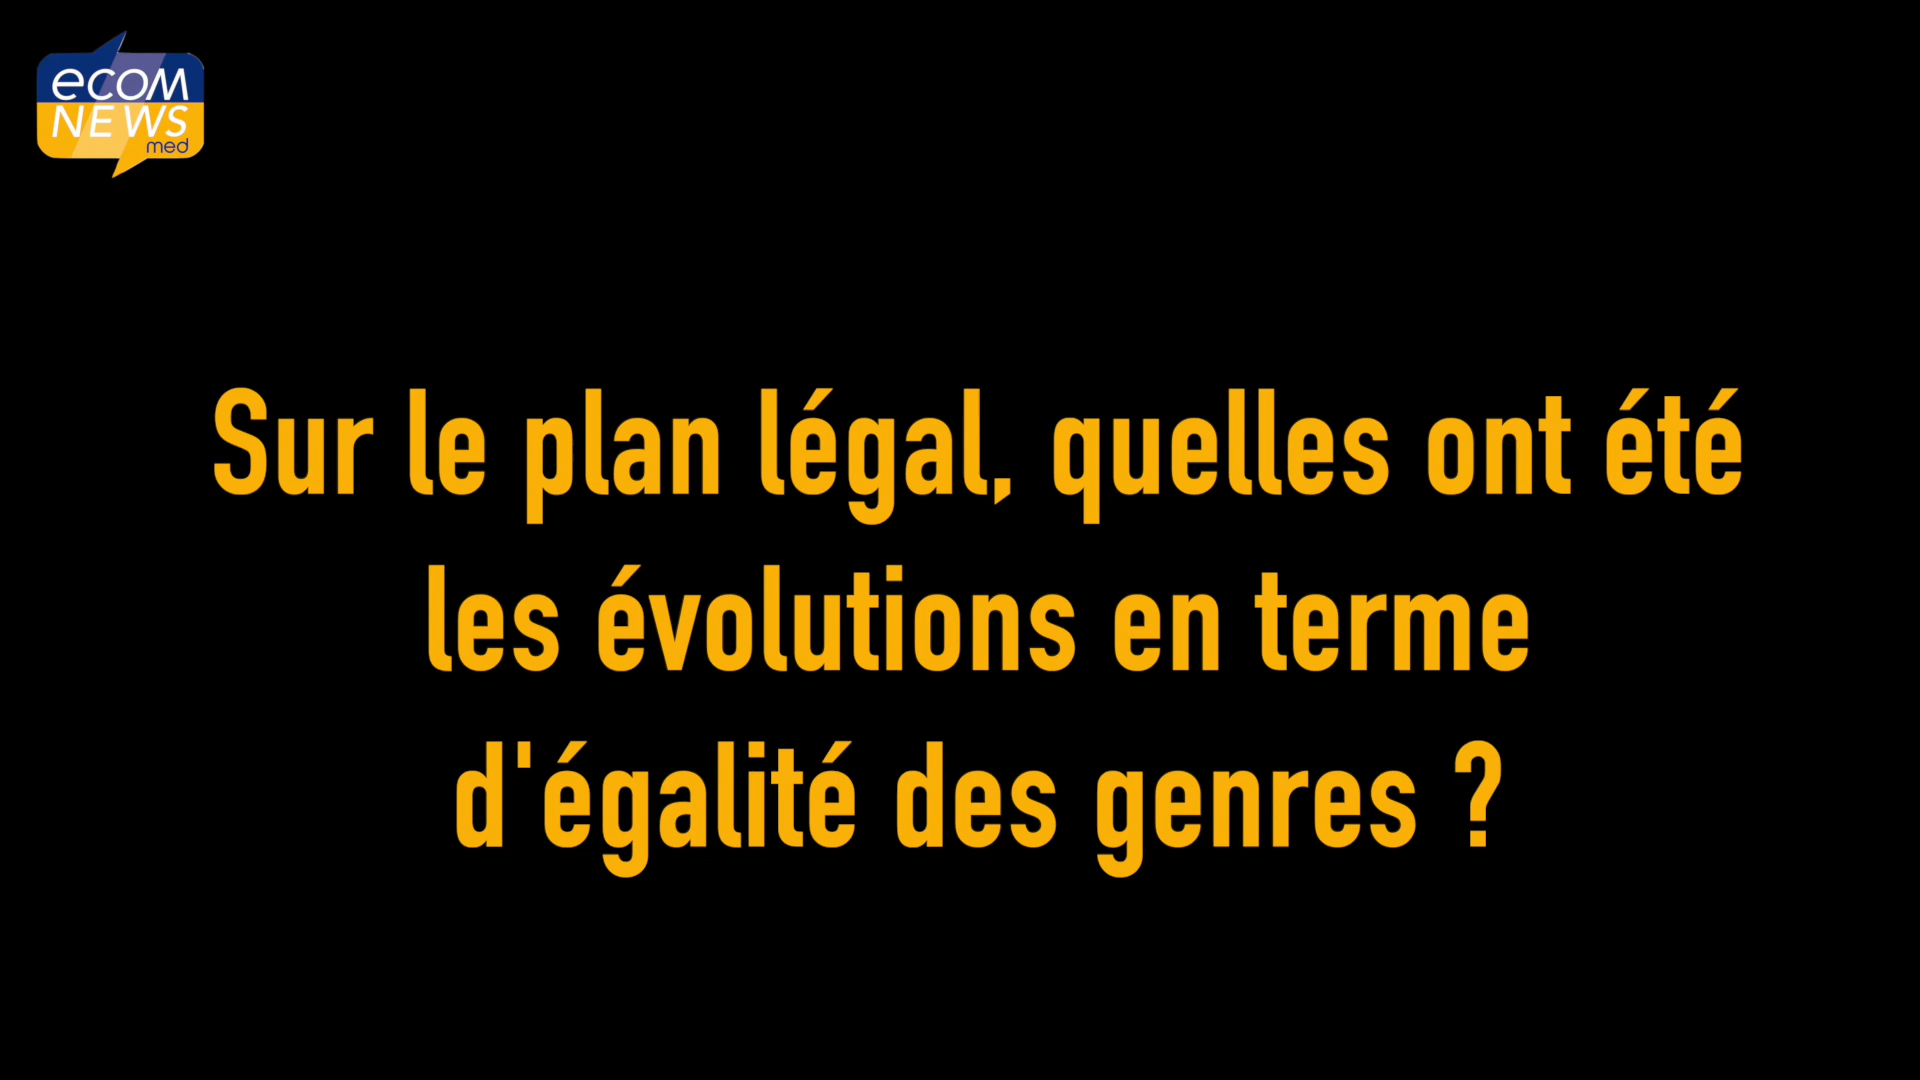 ecom
NEWS
med
Sur le plan légal, quelles ont été
les évolutions en terme
d'égalité des genres ?